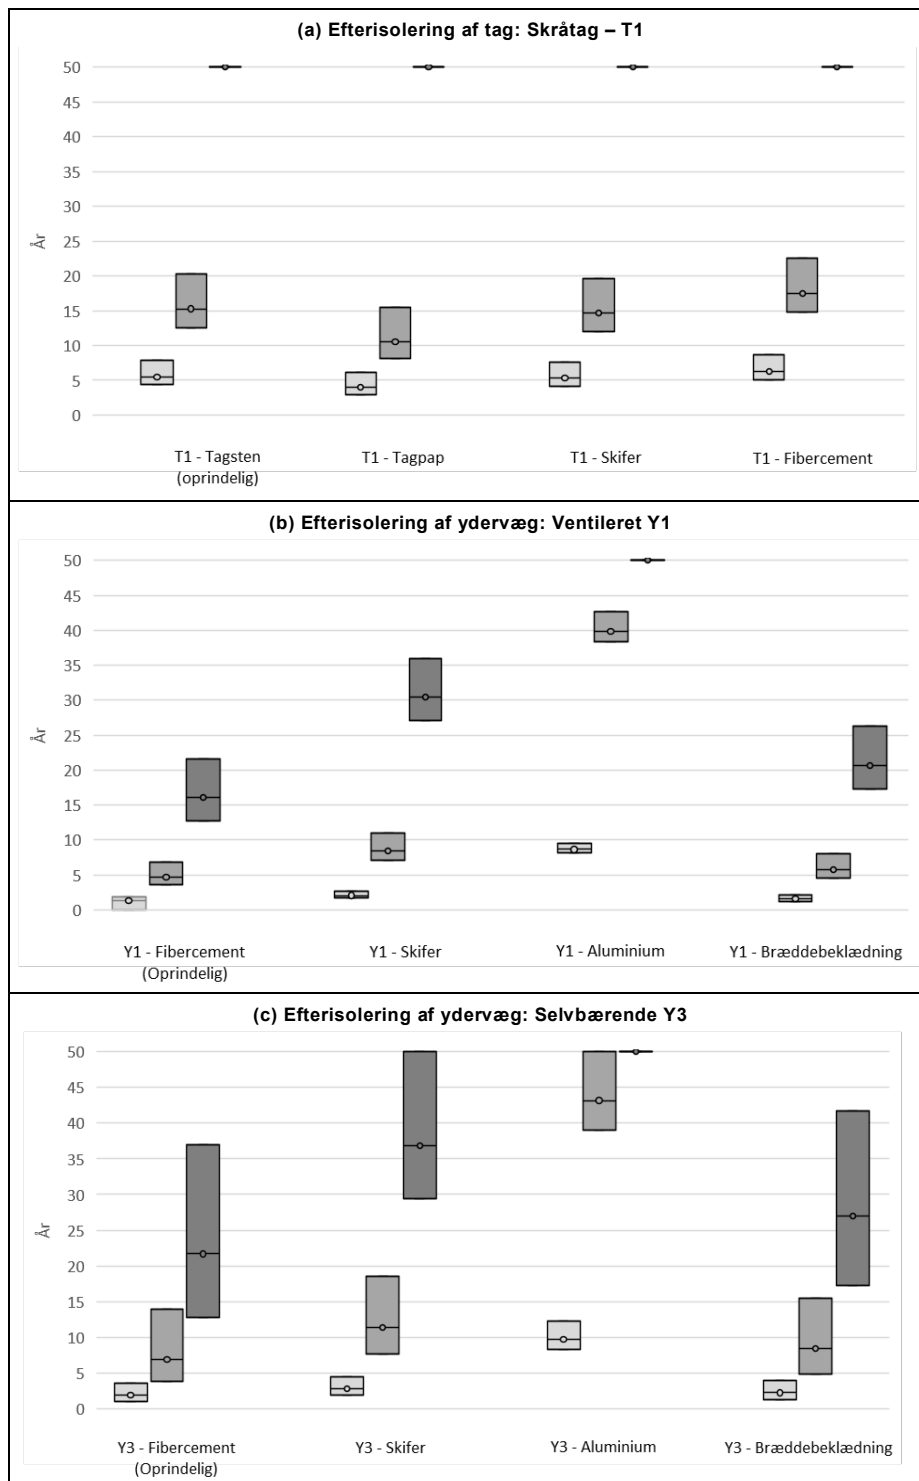 (a) Efterisolering af tag: Skråtag – T1
50
45
40
35
30
25
20
15
10
5
0
År
T1 - Tagsten
(oprindelig)
T1 - Tagpap
T1 - Skifer
T1 - Fibercement
(b) Efterisolering af ydervæg: Ventileret Y1
50
45
40
35
30
25
20
15
10
5
0
År
Y1 - Fibercement
(Oprindelig)
Y1 - Skifer
Y1 - Aluminium
Y1 - Bræddebeklædning
(c) Efterisolering af ydervæg: Selvbærende Y3
50
45
40
35
30
25
20
15
10
5
0
År
Y3 - Fibercement
(Oprindelig)
Y3 - Skifer
Y3 - Aluminium
Y3 - Bræddebeklædning